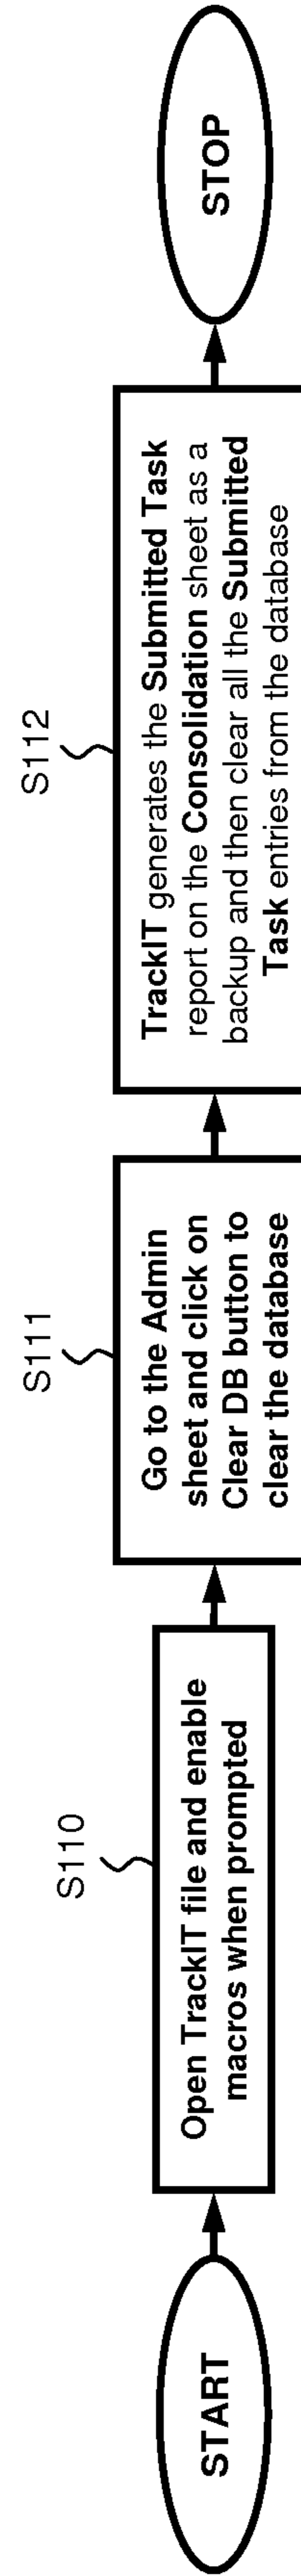 START
S110
Open TrackIT file and enable
macros when prompted
S111
Go to the Admin
sheet and click on
Clear DB button to
clear the database
S112
TrackIT generates the Submitted Task
report on the Consolidation sheet as a
backup and then clear all the Submitted
Task entries from the database
STOP